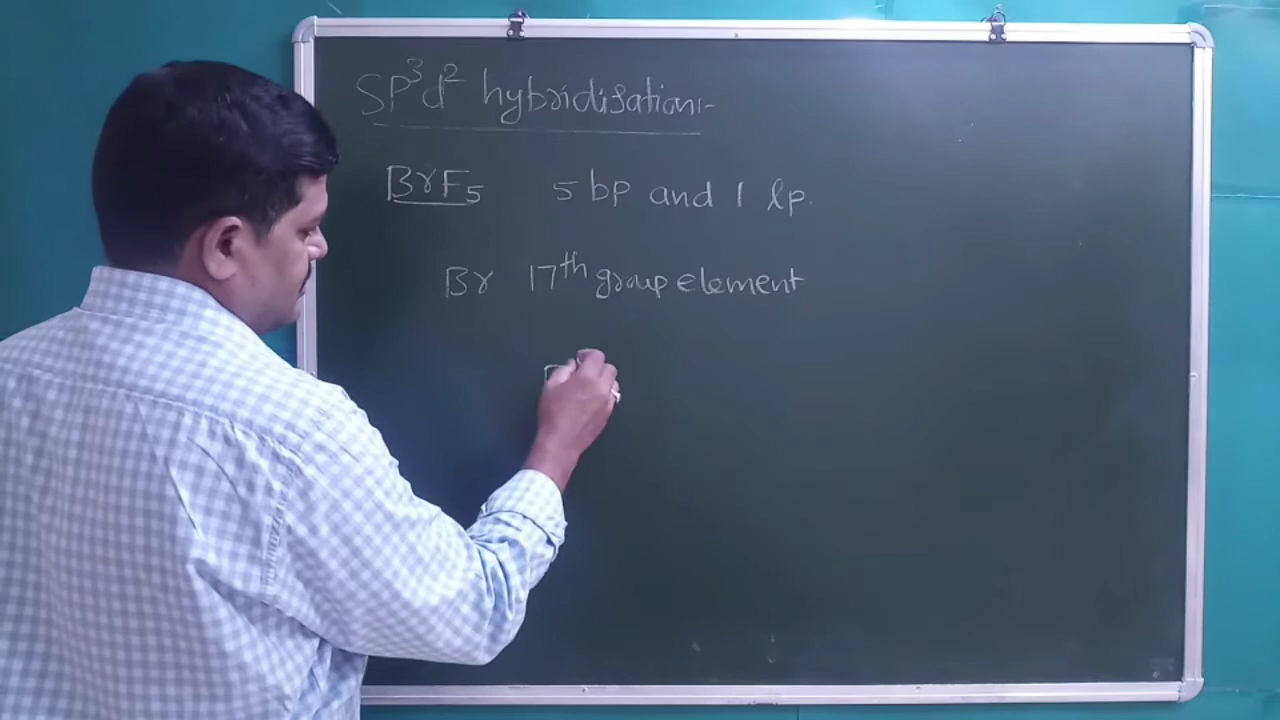 SP³d² hybridisation:-
BrF₅ 5 bp and 1 lp.
Br 17th group element